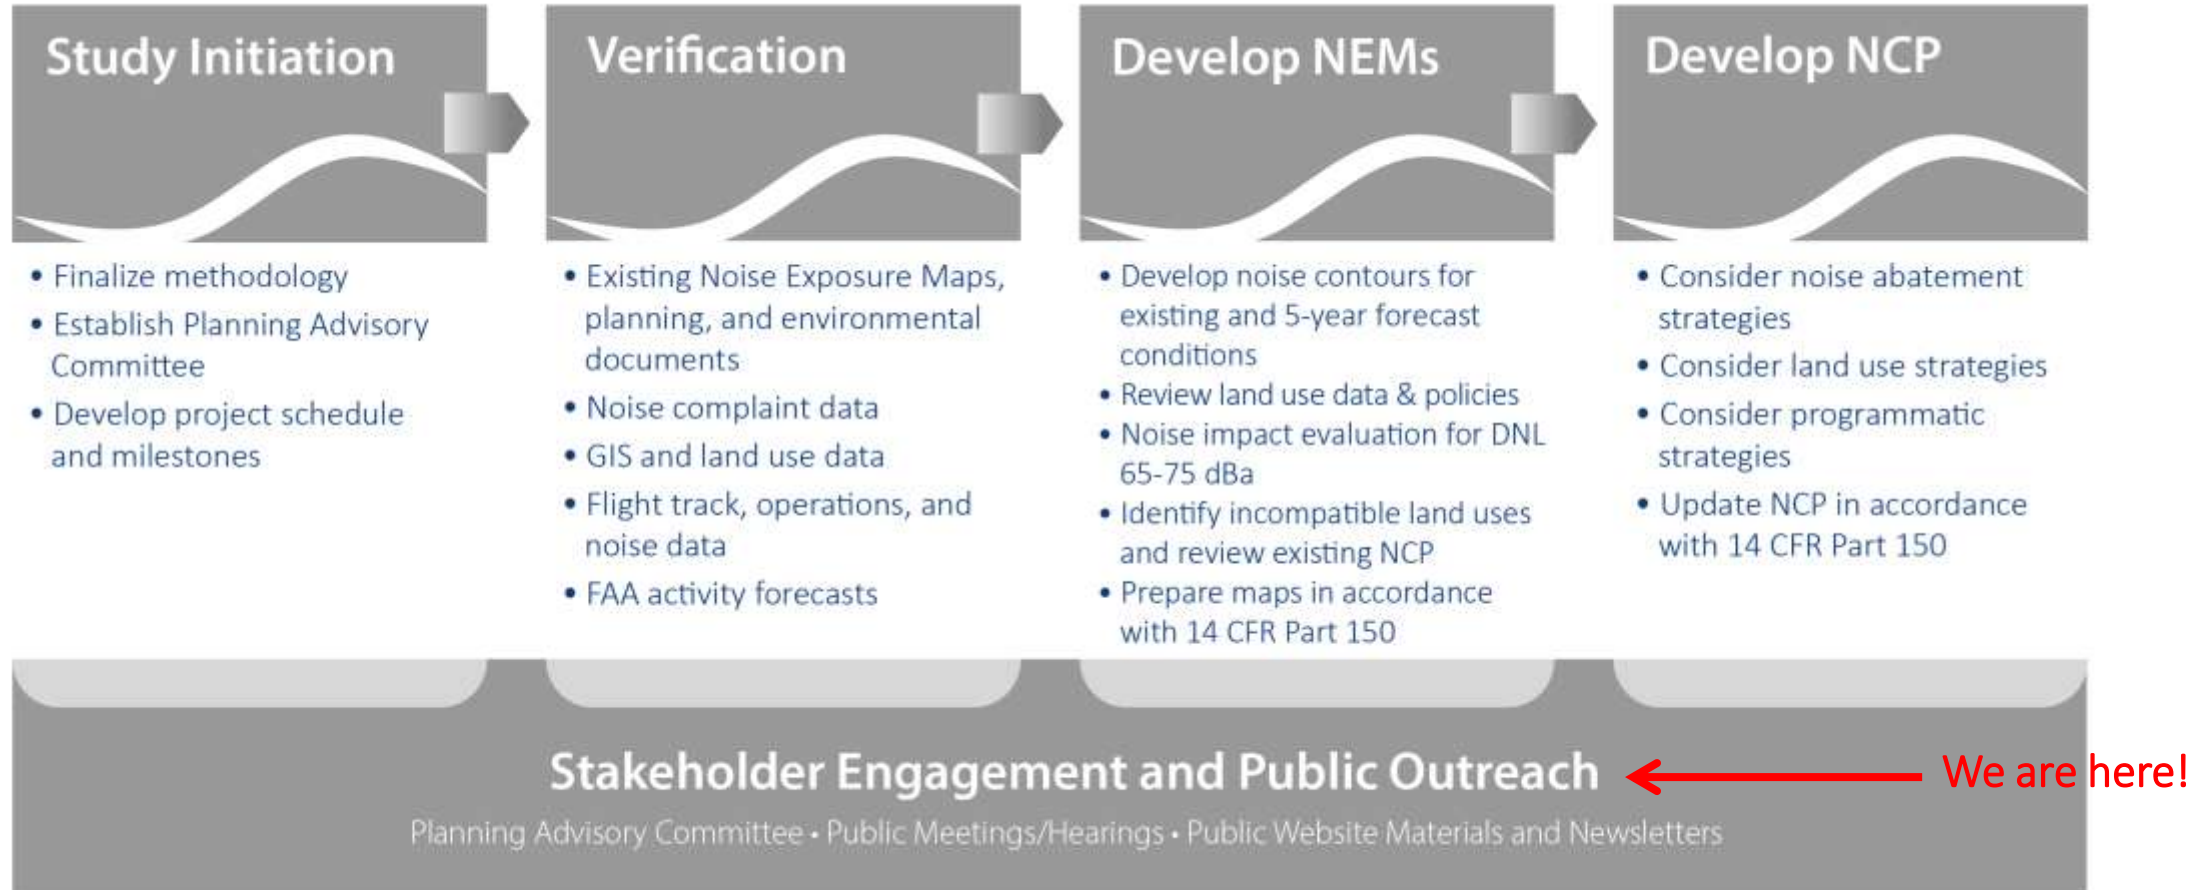 Study Initiation
• Finalize methodology
• Establish Planning Advisory
Committee
• Develop project schedule
and milestones
Verification
• Existing Noise Exposure Maps,
planning, and environmental
documents
• Noise complaint data
• GIS and land use data
• Flight track, operations, and
noise data
• FAA activity forecasts
Develop NEMs
• Develop noise contours for
existing and 5-year forecast
conditions
• Review land use data & policies
• Noise impact evaluation for DNL
65-75 dBa
• Identify incompatible land uses
and review existing NCP
• Prepare maps in accordance
with 14 CFR Part 150
Develop NCP
• Consider noise abatement
strategies
• Consider land use strategies
• Consider programmatic
strategies
• Update NCP in accordance
with 14 CFR Part 150
Stakeholder Engagement and Public Outreach
We are here!
Planning Advisory Committee • Public Meetings/Hearings • Public Website Materials and Newsletters